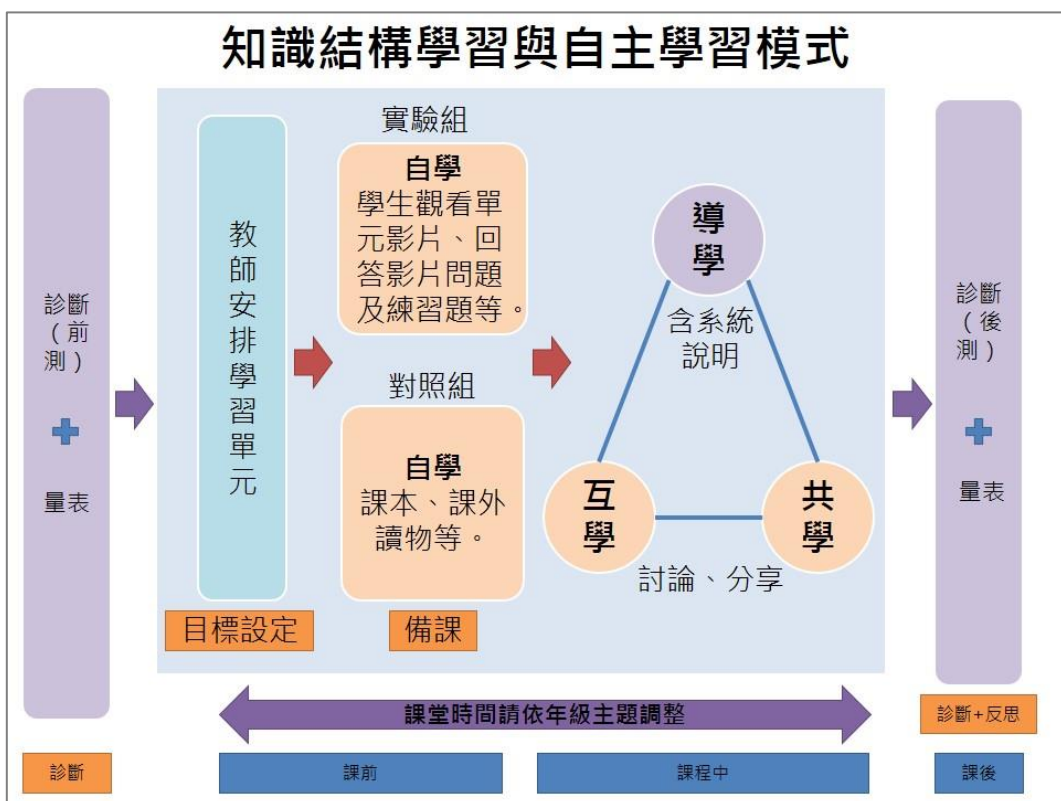 知識結構學習與自主學習模式
診斷
（前
測）
量表
教師安排學習單元
目標設定
實驗組
自學
學生觀看單
元影片、回
答影片問題
及練習題等。
對照組
自學
課本、課外
讀物等。
備課
導學
含系統
說明
互學
共學
討論、分享
診斷
（後
測）
量表
課堂時間請依年級主題調整
診斷+反思
診斷
課前
課程中
課後